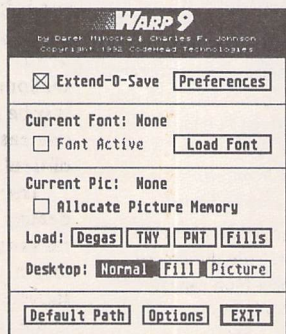 WARP 9
by Darek Mihocka & Charles F. Johnson
Copyright 1992 CodeHead Technologies
Extend-O-Save Preferences
Current Font: None
Font Active Load Font
Current Pic: None
Allocate Picture Memory
Load: Degas TNY PNT Fills
Desktop: Normal Fill Picture
Default Path Options EXIT